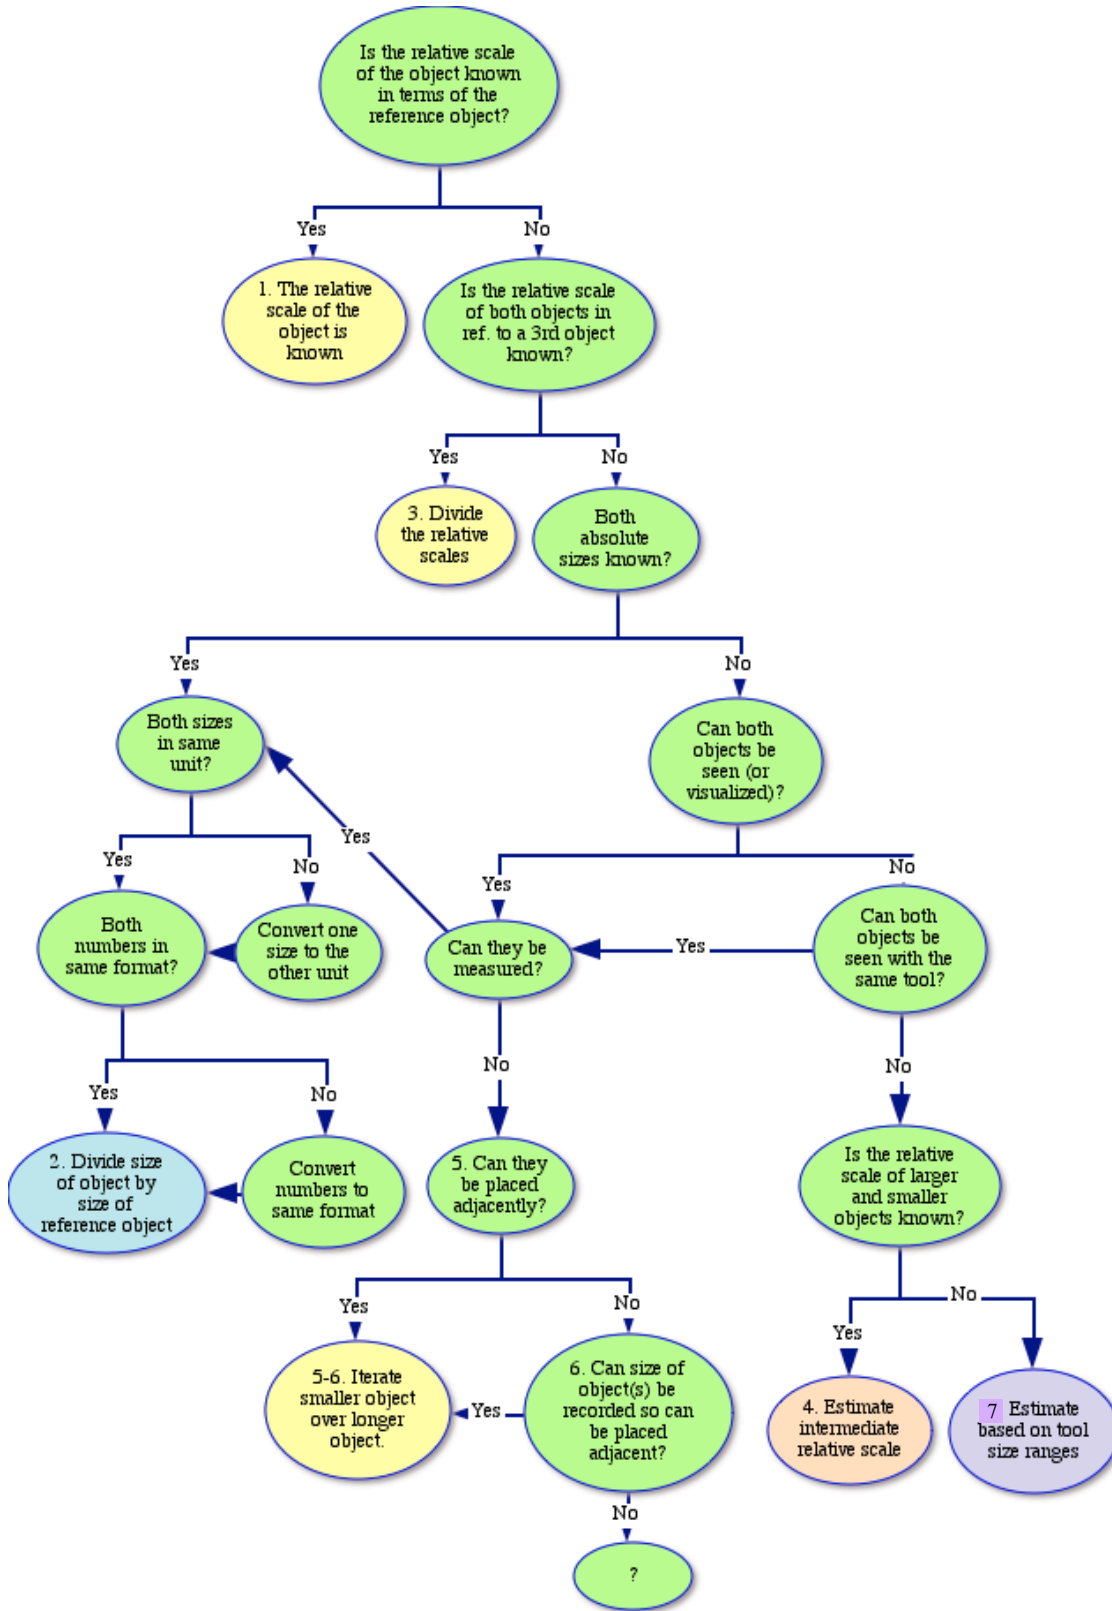 Is the relative scale
of the object known
in terms of the
reference object?
Yes
No
1. The relative
scale of the
object is
known
Is the relative scale
of both objects in
ref. to a 3rd object
known?
Yes
No
3. Divide
the relative
scales
Both
absolute
sizes known?
Yes
No
Both sizes
in same
unit?
Can both
objects be
seen (or
visualized)?
Yes
Yes
No
Yes
No
Both
numbers in
same format?
Convert one
size to the
other unit
Can they be
measured?
Yes
Can both
objects be
seen with the
same tool?
Yes
No
No
No
2. Divide size
of object by
size of
reference object
Convert
numbers to
same format
5. Can they
be placed
adjacently?
Is the relative
scale of larger
and smaller
objects known?
Yes
No
Yes
No
5-6. Iterate
smaller object
over longer
object.
Yes
6. Can size of
object(s) be
recorded so can
be placed
adjacent?
4. Estimate
intermediate
relative scale
7 Estimate
based on tool
size ranges
No
?